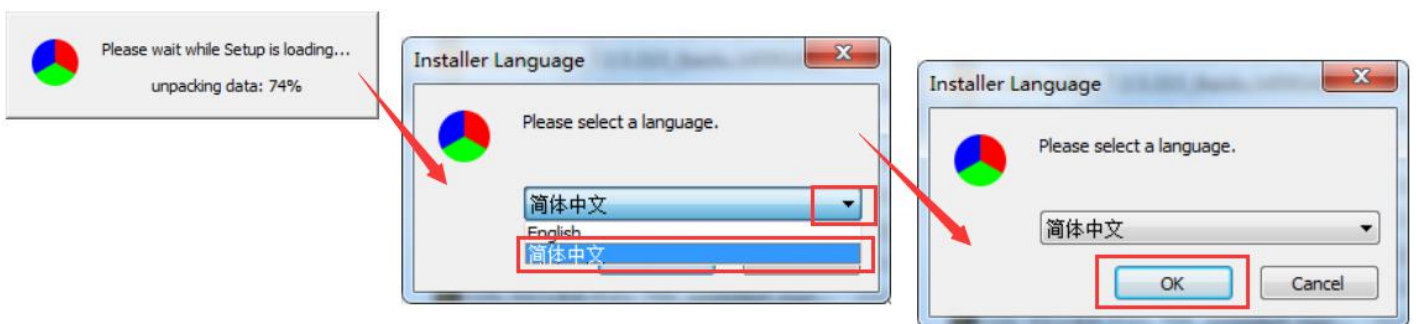 Please wait while Setup is loading...
unpacking data: 74%
Installer Language
Please select a language.
简体中文
English
简体中文
Installer Language
Please select a language.
简体中文
OK
Cancel